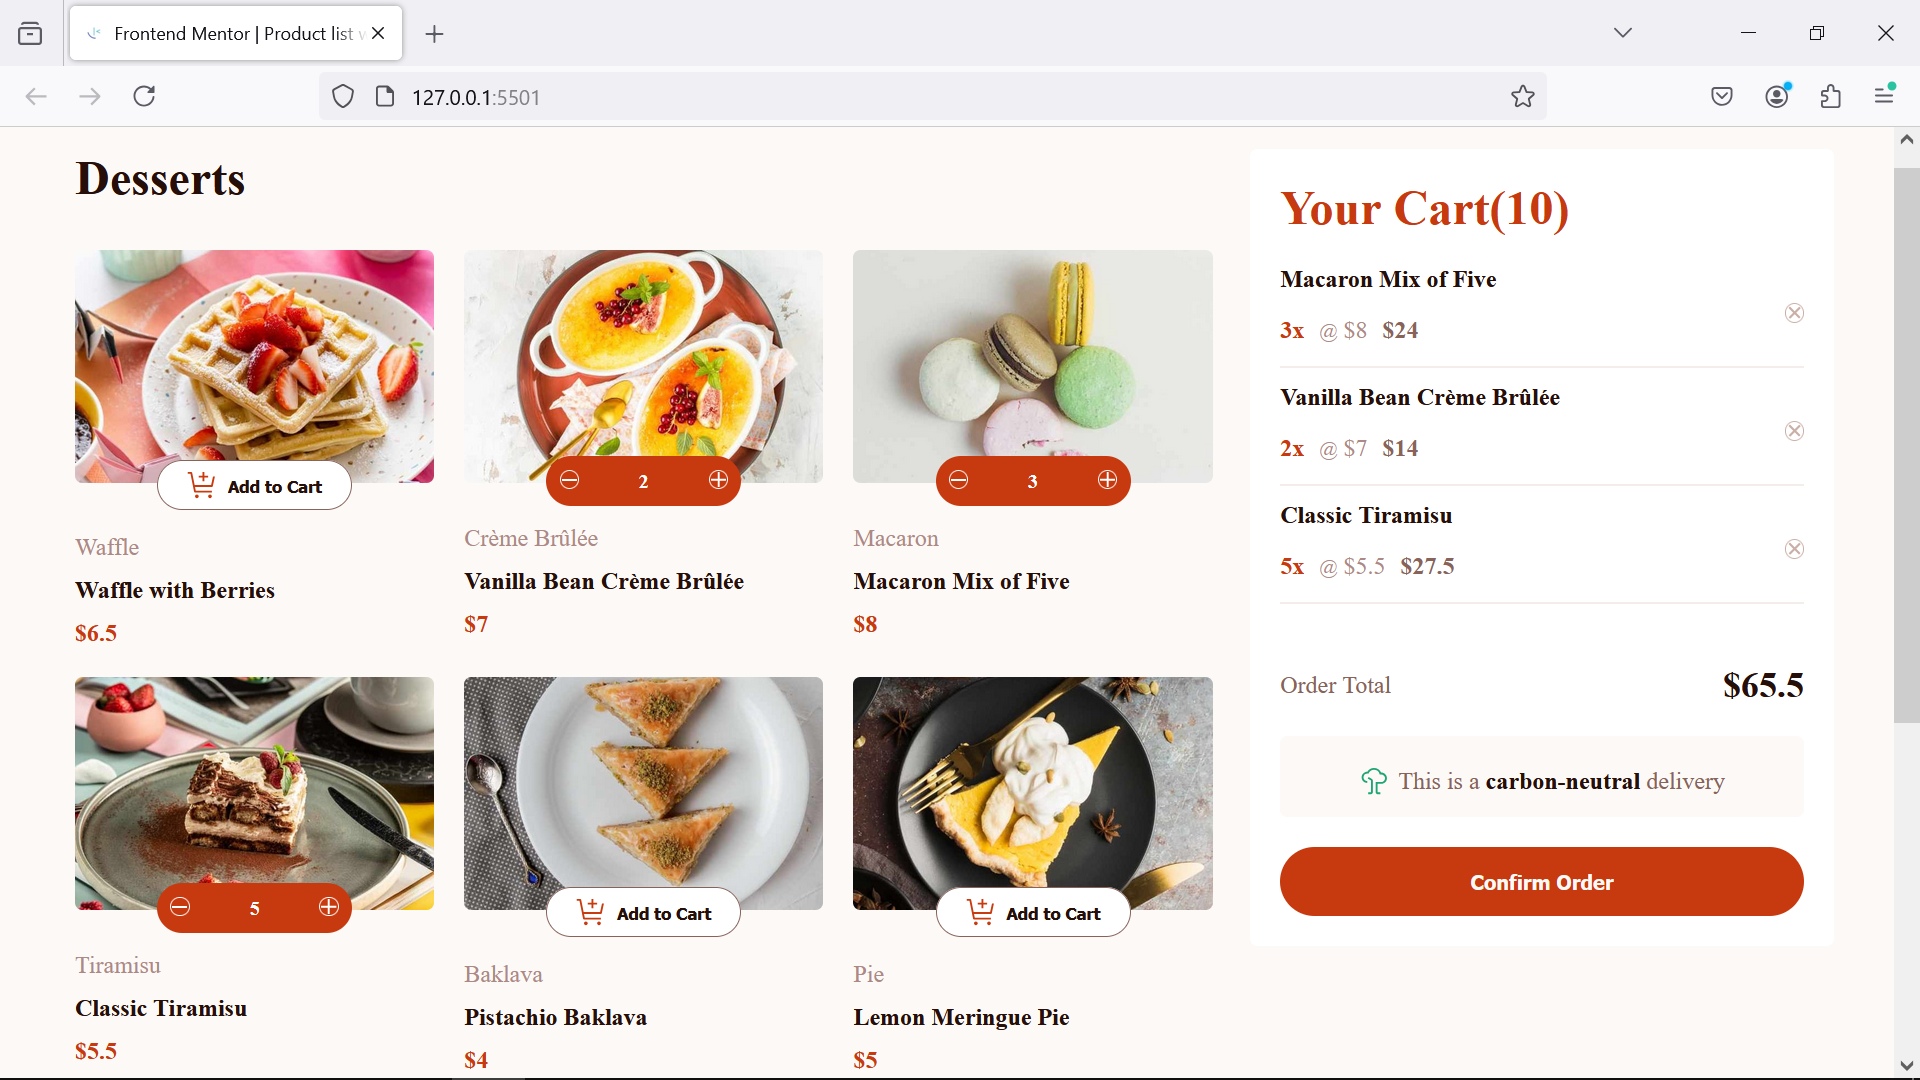 Frontend Mentor | Product list w
127.0.0.1:5501
Desserts
Add to Cart
Waffle
Waffle with Berries
$6.5
2
Crème Brûlée
Vanilla Bean Crème Brûlée
$7
3
Macaron
Macaron Mix of Five
$8
5
Tiramisu
Classic Tiramisu
$5.5
Add to Cart
Baklava
Pistachio Baklava
$4
Add to Cart
Pie
Lemon Meringue Pie
$5
Your Cart(10)
Macaron Mix of Five
3x @ $8 $24
Vanilla Bean Crème Brûlée
2x @ $7 $14
Classic Tiramisu
5x @ $5.5 $27.5
Order Total $65.5
This is a carbon-neutral delivery
Confirm Order